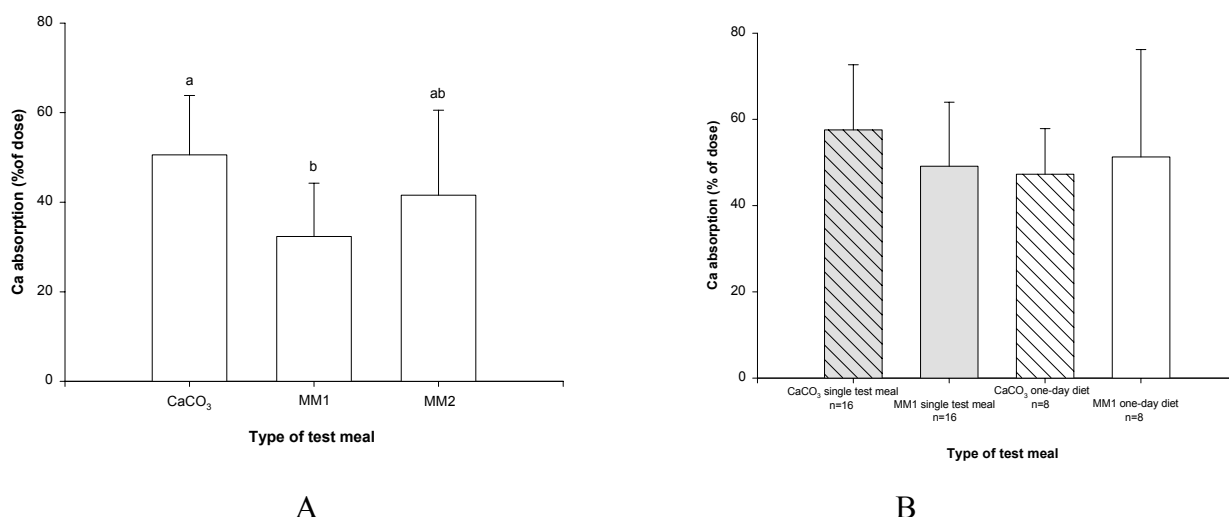 80
60
40
20
0
Ca absorption (%of dose)
a
b
ab
CaCO₃
MM1
MM2
Type of test meal
A
80
60
40
20
0
Ca absorption (% of dose)
CaCO₃ single test meal
n=16
MM1 single test meal
n=16
CaCO₃ one-day diet
n=8
MM1 one-day diet
n=8
Type of test meal
B